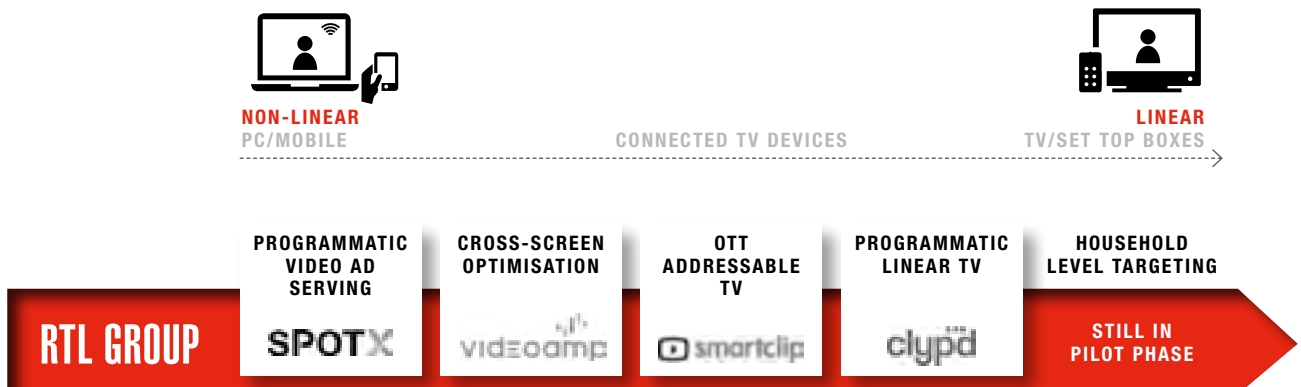 NON-LINEAR
PC/MOBILE
CONNECTED TV DEVICES
LINEAR
TV/SET TOP BOXES
PROGRAMMATIC
VIDEO AD
SERVING
SPOTX
CROSS-SCREEN
OPTIMISATION
videoamp
OTT
ADDRESSABLE
TV
smartclip
PROGRAMMATIC
LINEAR TV
clypd
HOUSEHOLD
LEVEL TARGETING
STILL IN
PILOT PHASE
RTL GROUP